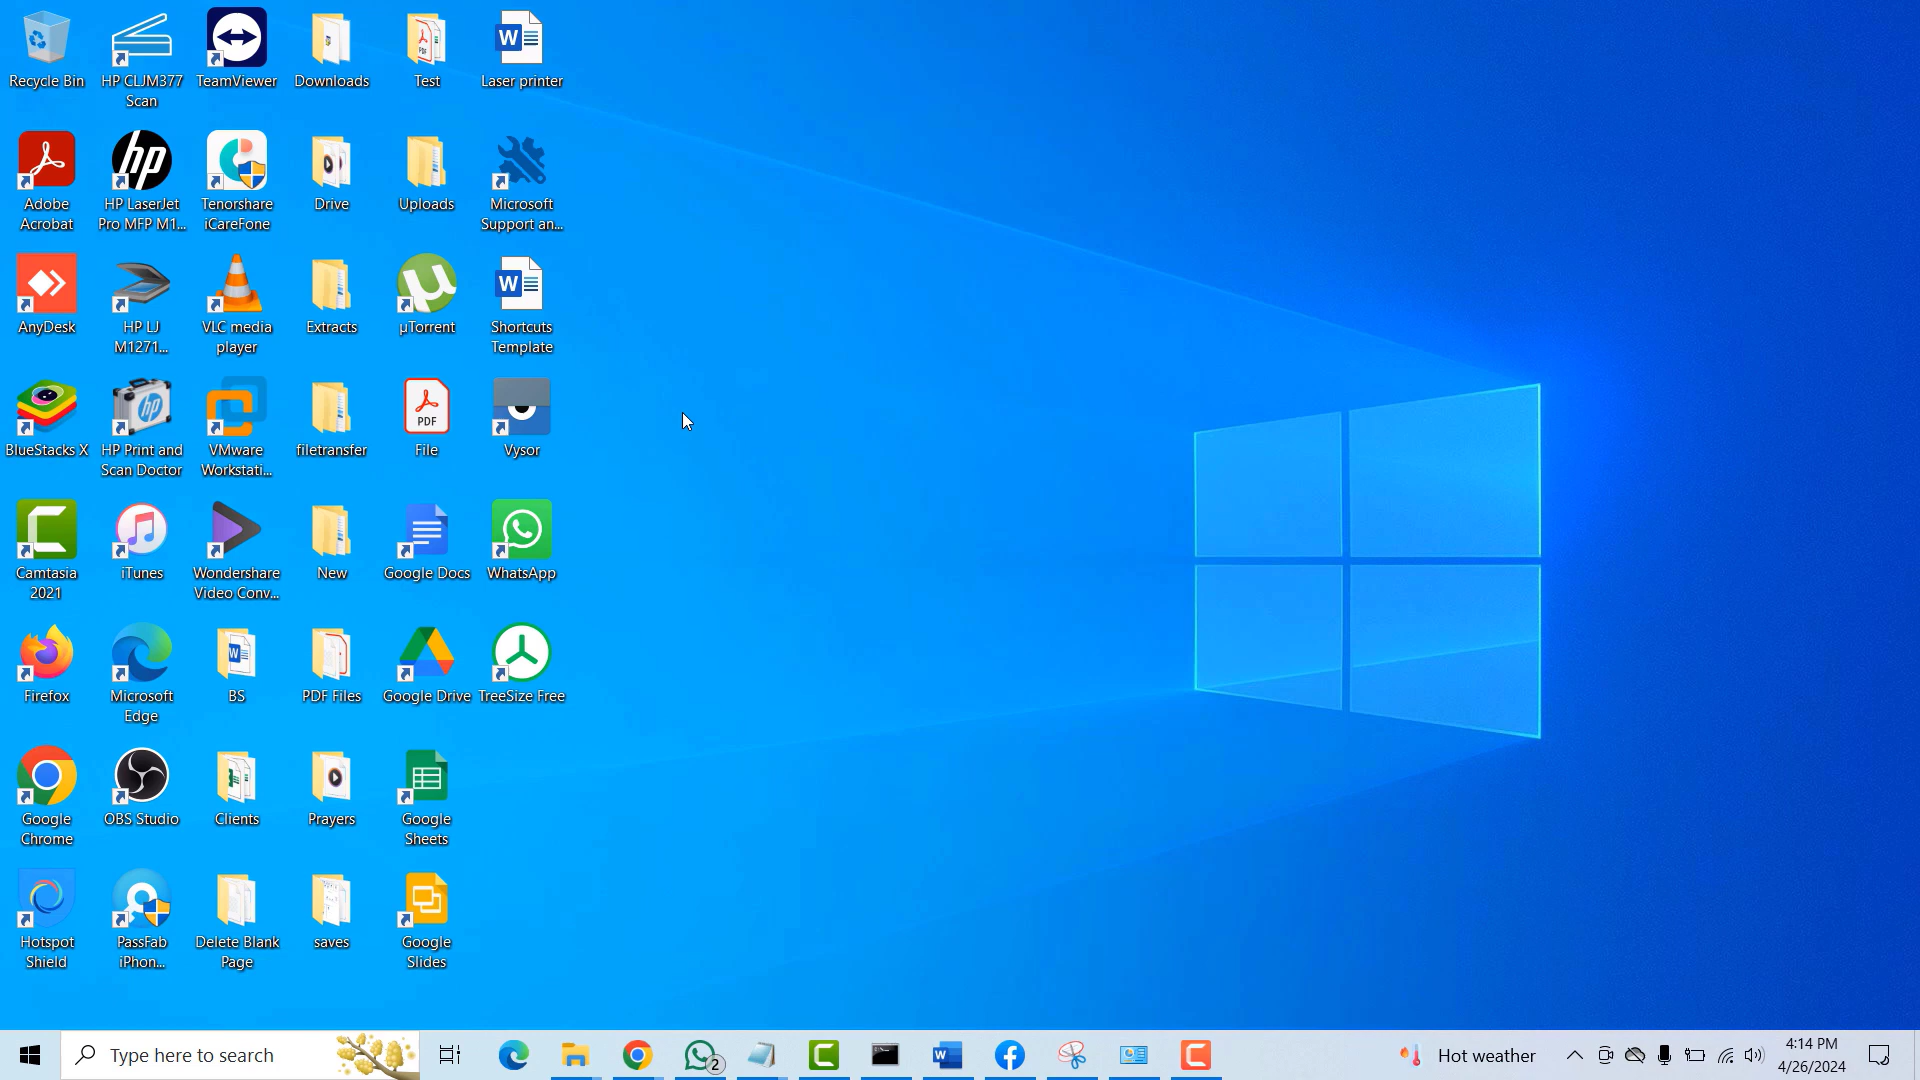 Recycle Bin
HP CLJM377
Scan
TeamViewer
Downloads
Test
Laser printer
Adobe
Acrobat
HP LaserJet
Pro MFP M1...
Tenorshare
iCareFone
Drive
Uploads
Microsoft
Support an...
AnyDesk
HP LJ
M1271...
VLC media
player
Extracts
µTorrent
Shortcuts
Template
BlueStacks X
HP Print and
Scan Doctor
VMware
Workstati...
filetransfer
PDF
File
Vysor
Camtasia
2021
iTunes
Wondershare
Video Conv...
New
Google Docs
WhatsApp
Firefox
Microsoft
Edge
BS
PDF Files
Google Drive
TreeSize Free
Google
Chrome
OBS Studio
Clients
Prayers
Google
Sheets
Hotspot
Shield
PassFab
iPhon...
Delete Blank
Page
saves
Google
Slides
Type here to search
2
Hot weather
4:14 PM
4/26/2024